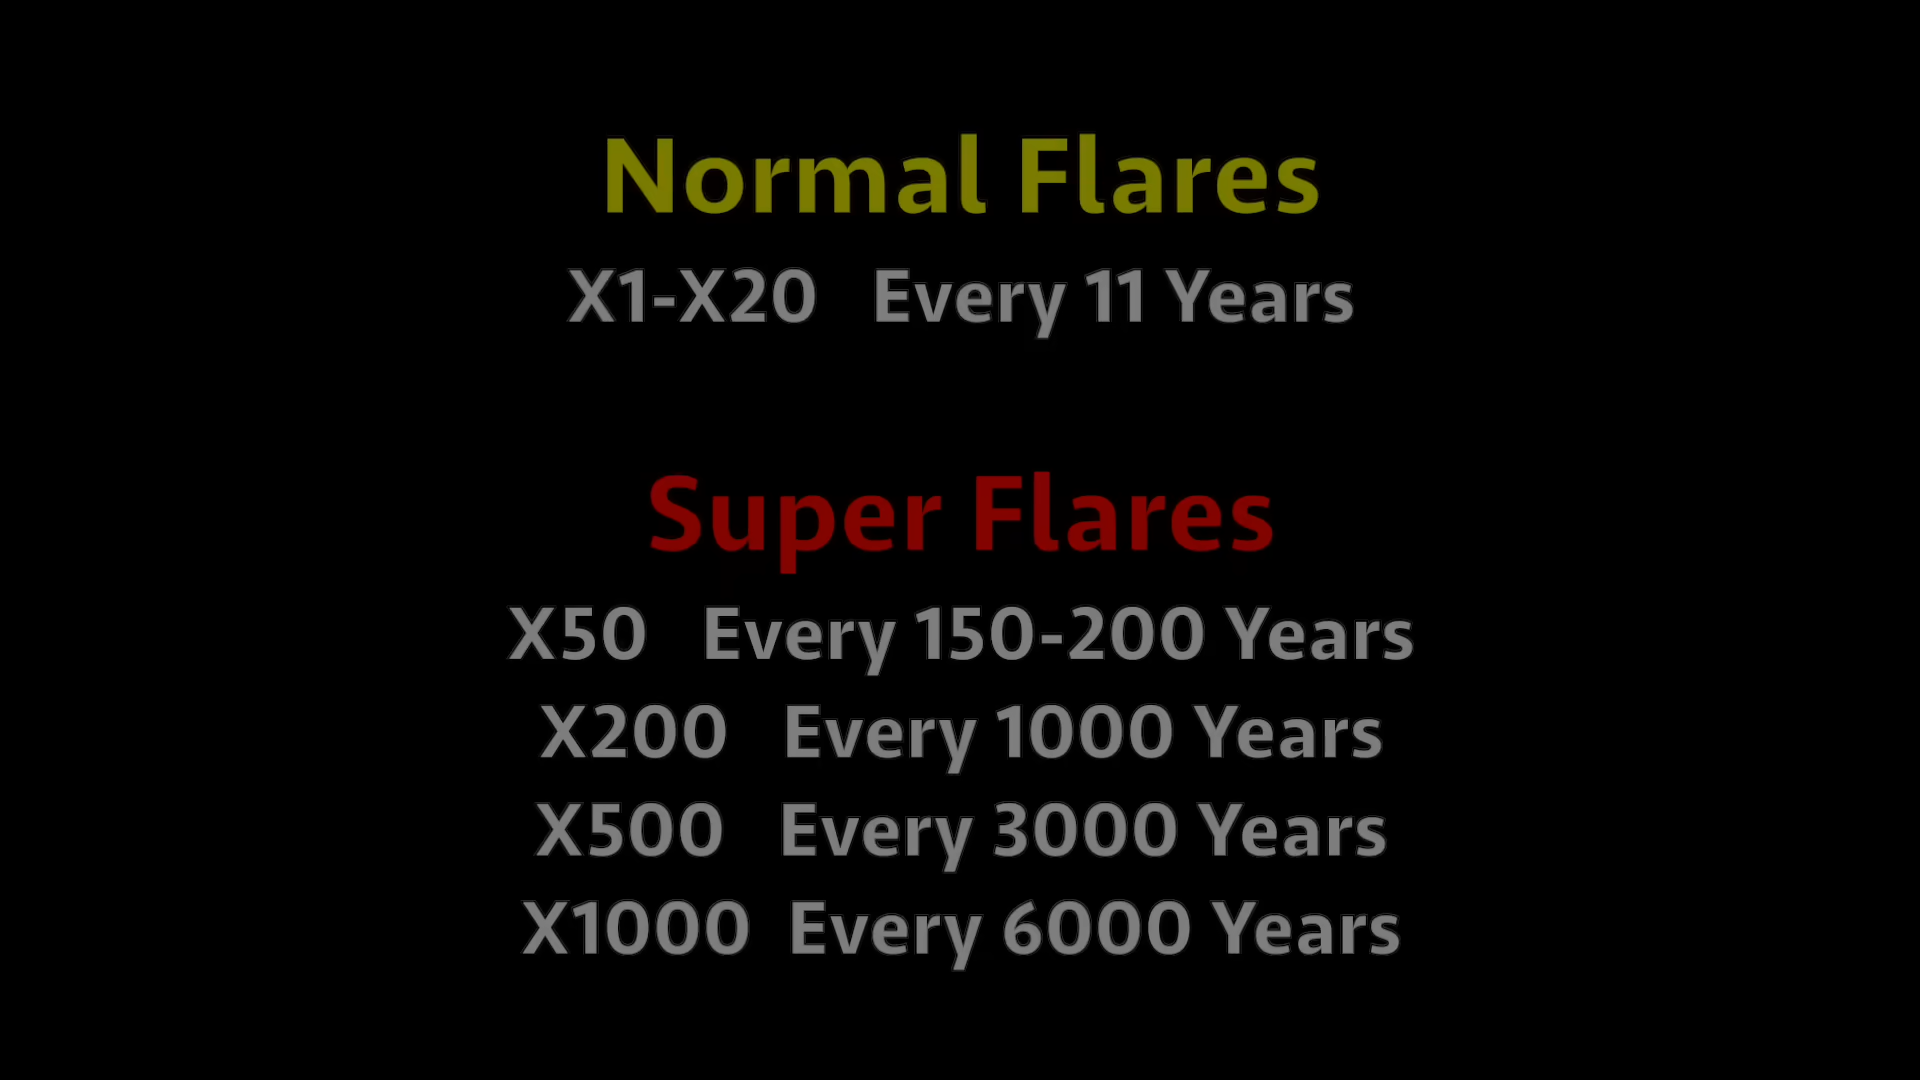 Normal Flares
X1-X20 Every 11 Years
Super Flares
X50 Every 150-200 Years
X200 Every 1000 Years
X500 Every 3000 Years
X1000 Every 6000 Years